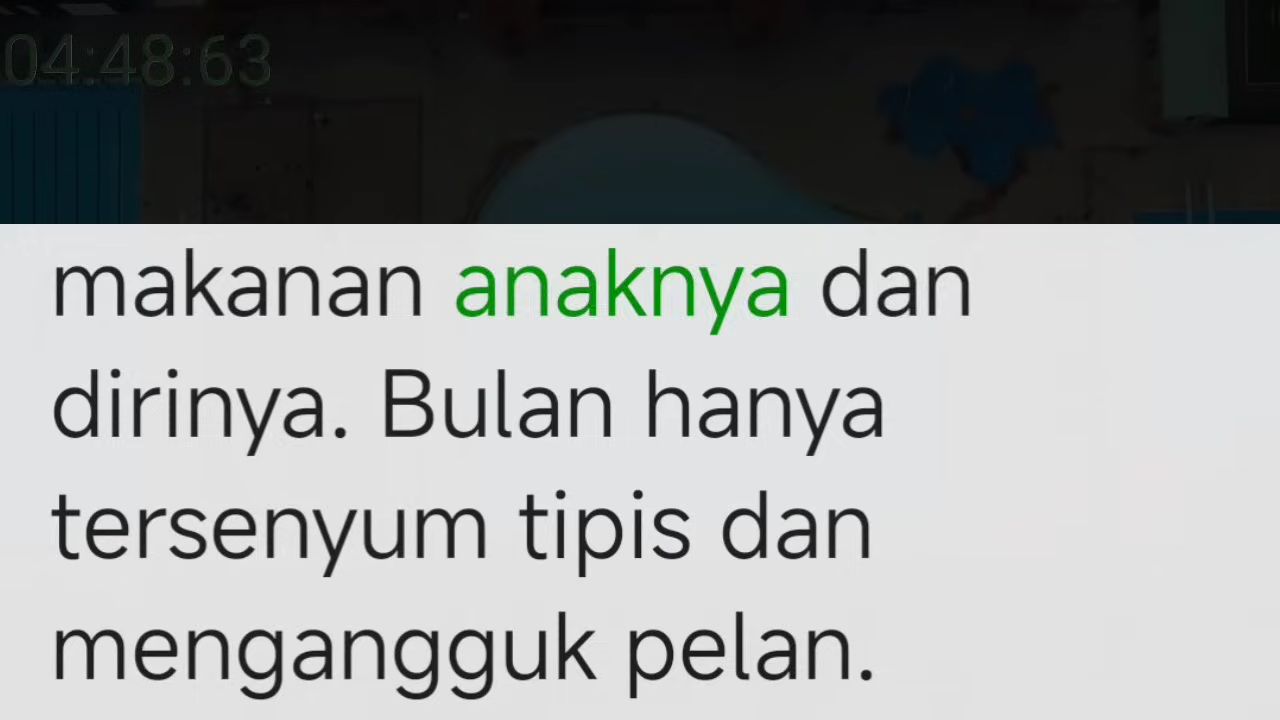 04:48:63
makanan anaknya dan
dirinya. Bulan hanya
tersenyum tipis dan
mengangguk pelan.